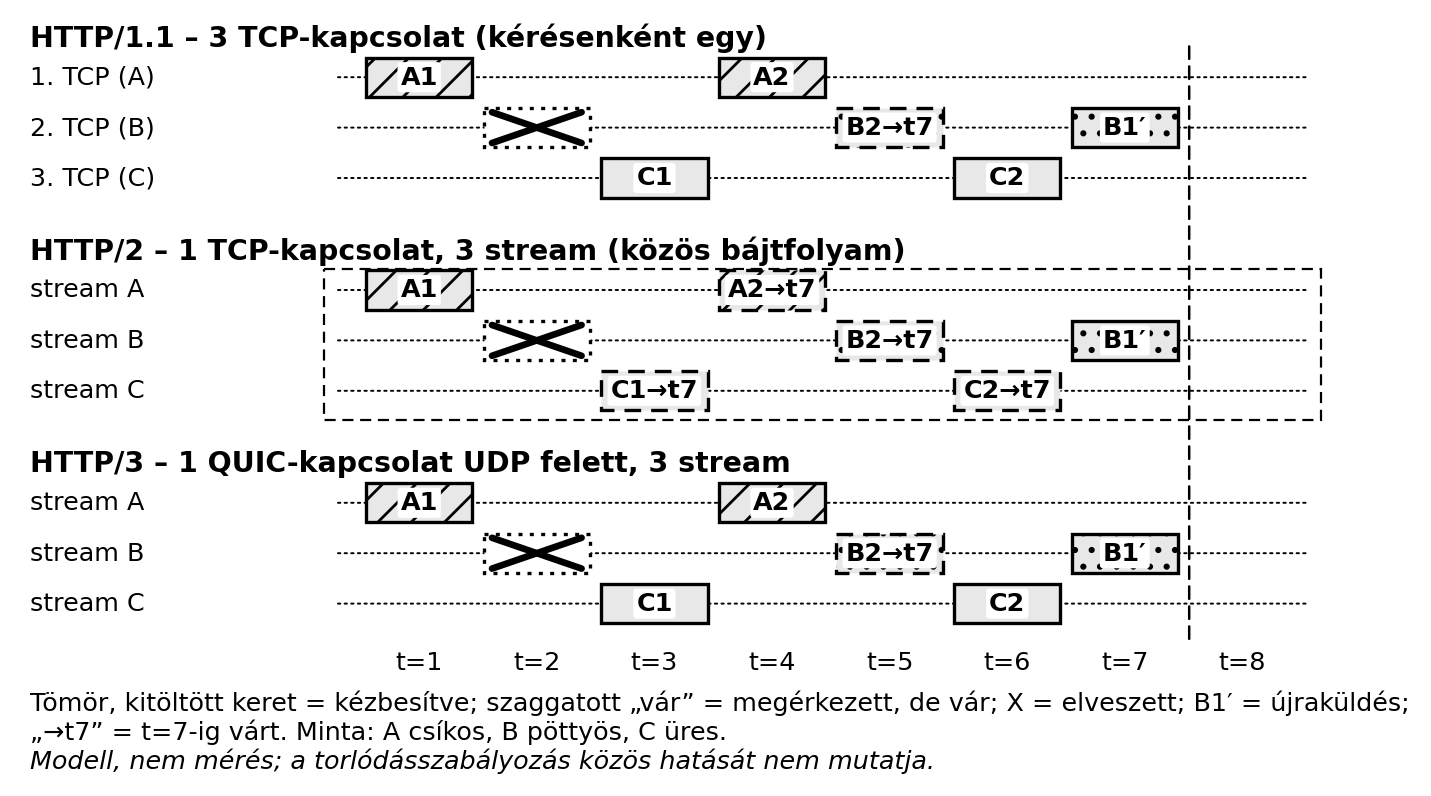 HTTP/1.1 – 3 TCP-kapcsolat (kérésenként egy)
1. TCP (A) A1 A2
2. TCP (B) B2→t7 B1′
3. TCP (C) C1 C2
HTTP/2 – 1 TCP-kapcsolat, 3 stream (közös bájtfolyam)
stream A A1 A2→t7
stream B B2→t7 B1′
stream C C1→t7 C2→t7
HTTP/3 – 1 QUIC-kapcsolat UDP felett, 3 stream
stream A A1 A2
stream B B2→t7 B1′
stream C C1 C2
t=1 t=2 t=3 t=4 t=5 t=6 t=7 t=8
Tömör, kitöltött keret = kézbesítve; szaggatott „vár” = megérkezett, de vár; X = elveszett; B1′ = újraküldés;
„→t7” = t=7-ig várt. Minta: A csíkos, B pöttyös, C üres.
Modell, nem mérés; a torlódásszabályozás közös hatását nem mutatja.